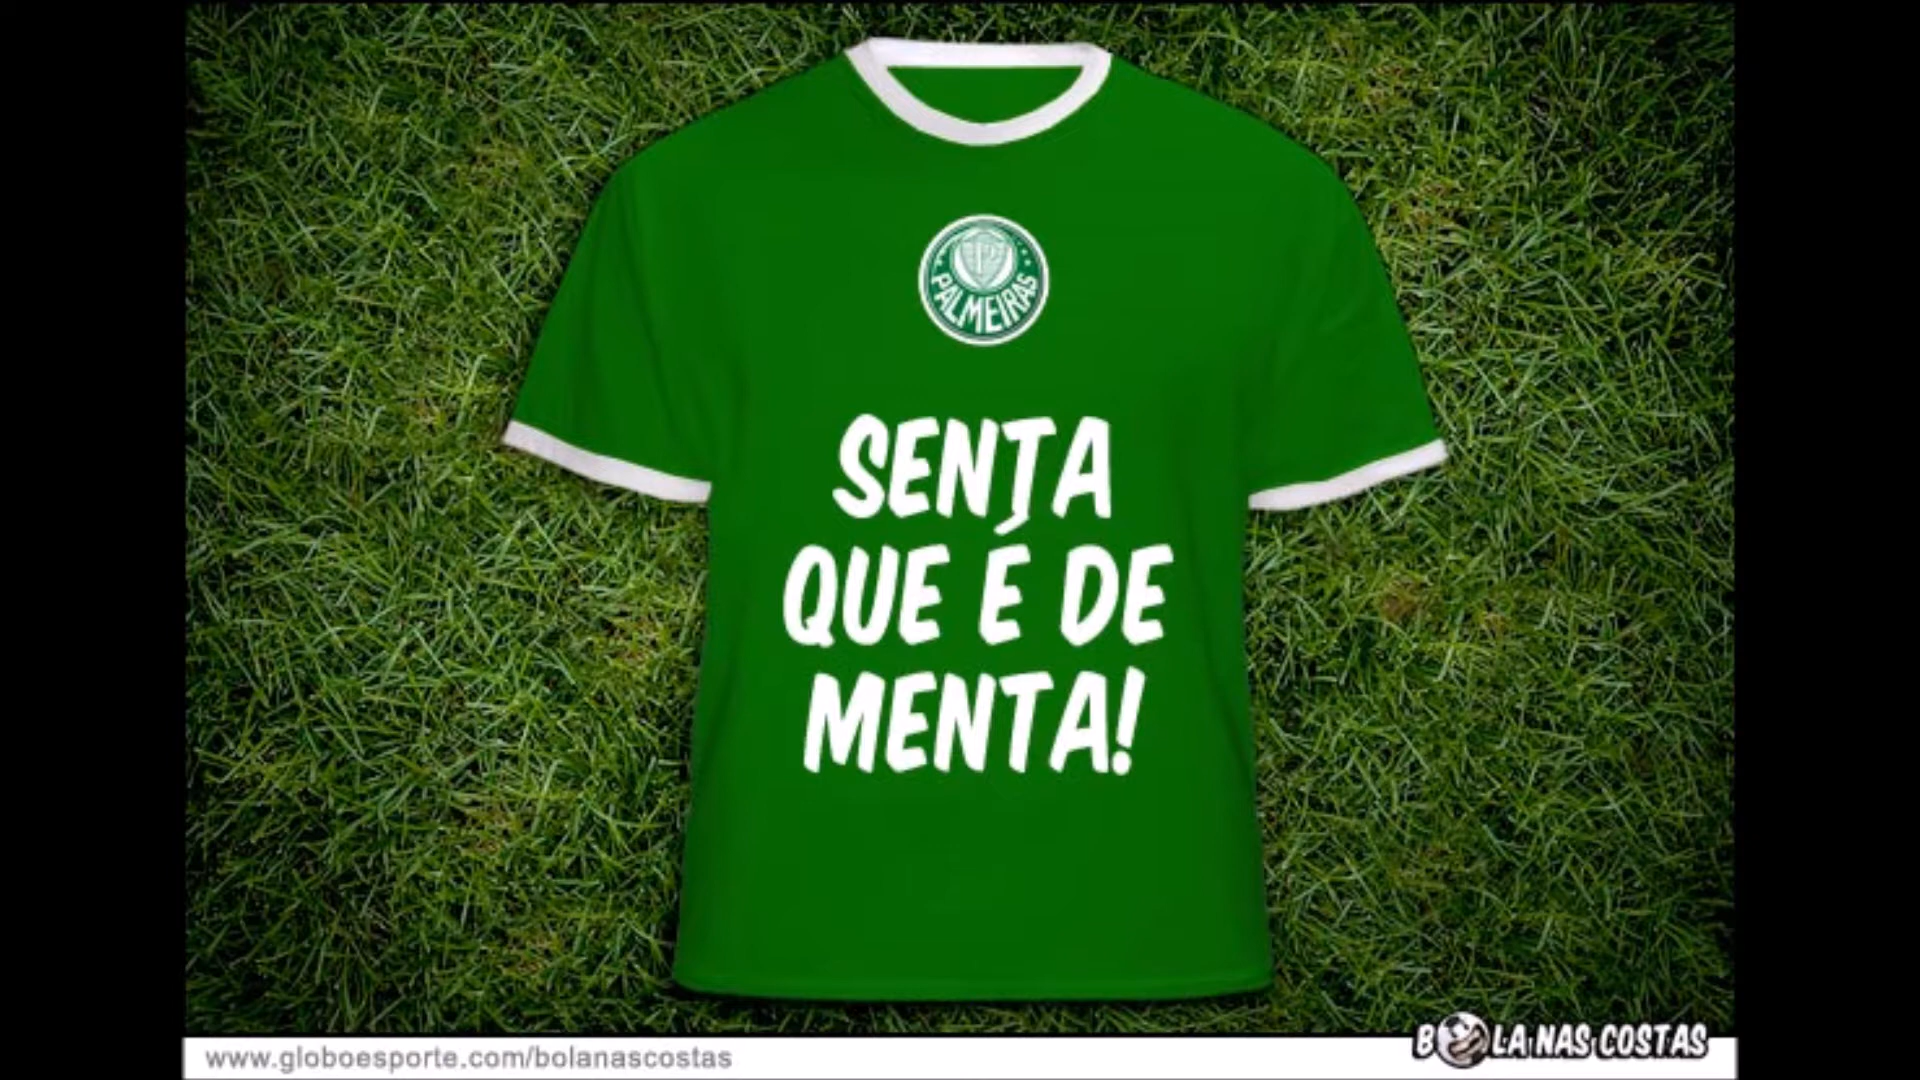 PALMEIRAS
SENTA
QUE É DE
MENTA!
www.globoesporte.com/bolanascostas
BOLA NAS COSTAS